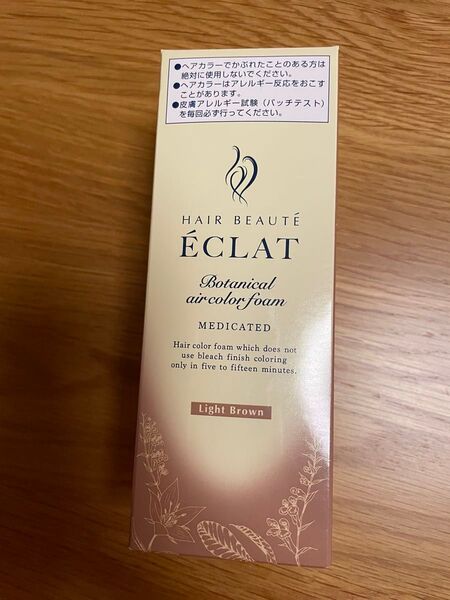 ●ヘアカラーでかぶれたことのある方は
絶対に使用しないでください。
●ヘアカラーはアレルギー反応をおこす
ことがあります。
●皮膚アレルギー試験（パッチテスト）
を毎回必ず行ってください。
HAIR BEAUTÉ
ÉCLAT
Botanical
air color foam
MEDICATED
Hair color foam which does not
use bleach finish coloring
only in five to fifteen minutes.
Light Brown